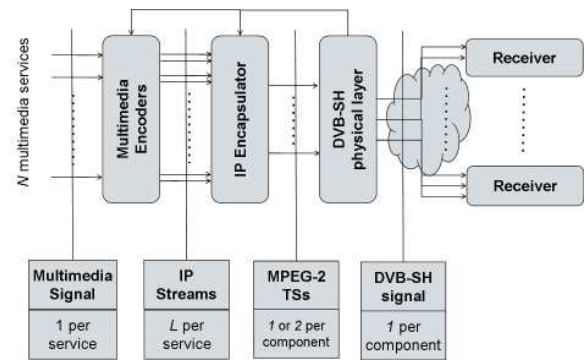 N multimedia services
Multimedia
Encoders
IP Encapsulator
DVB-SH
physical layer
Receiver
Receiver
Multimedia
Signal
1 per
service
IP
Streams
L per
service
MPEG-2
TSs
1 or 2 per
component
DVB-SH
signal
1 per
component